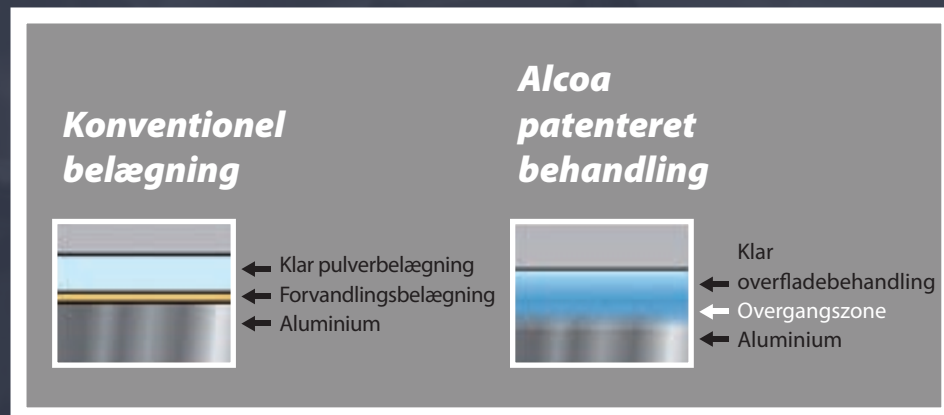 Konventionel
belægning
Klar pulverbelægning
Forvandlingsbelægning
Aluminium
Alcoa
patenteret
behandling
Klar
overfladebehandling
Overgangszone
Aluminium